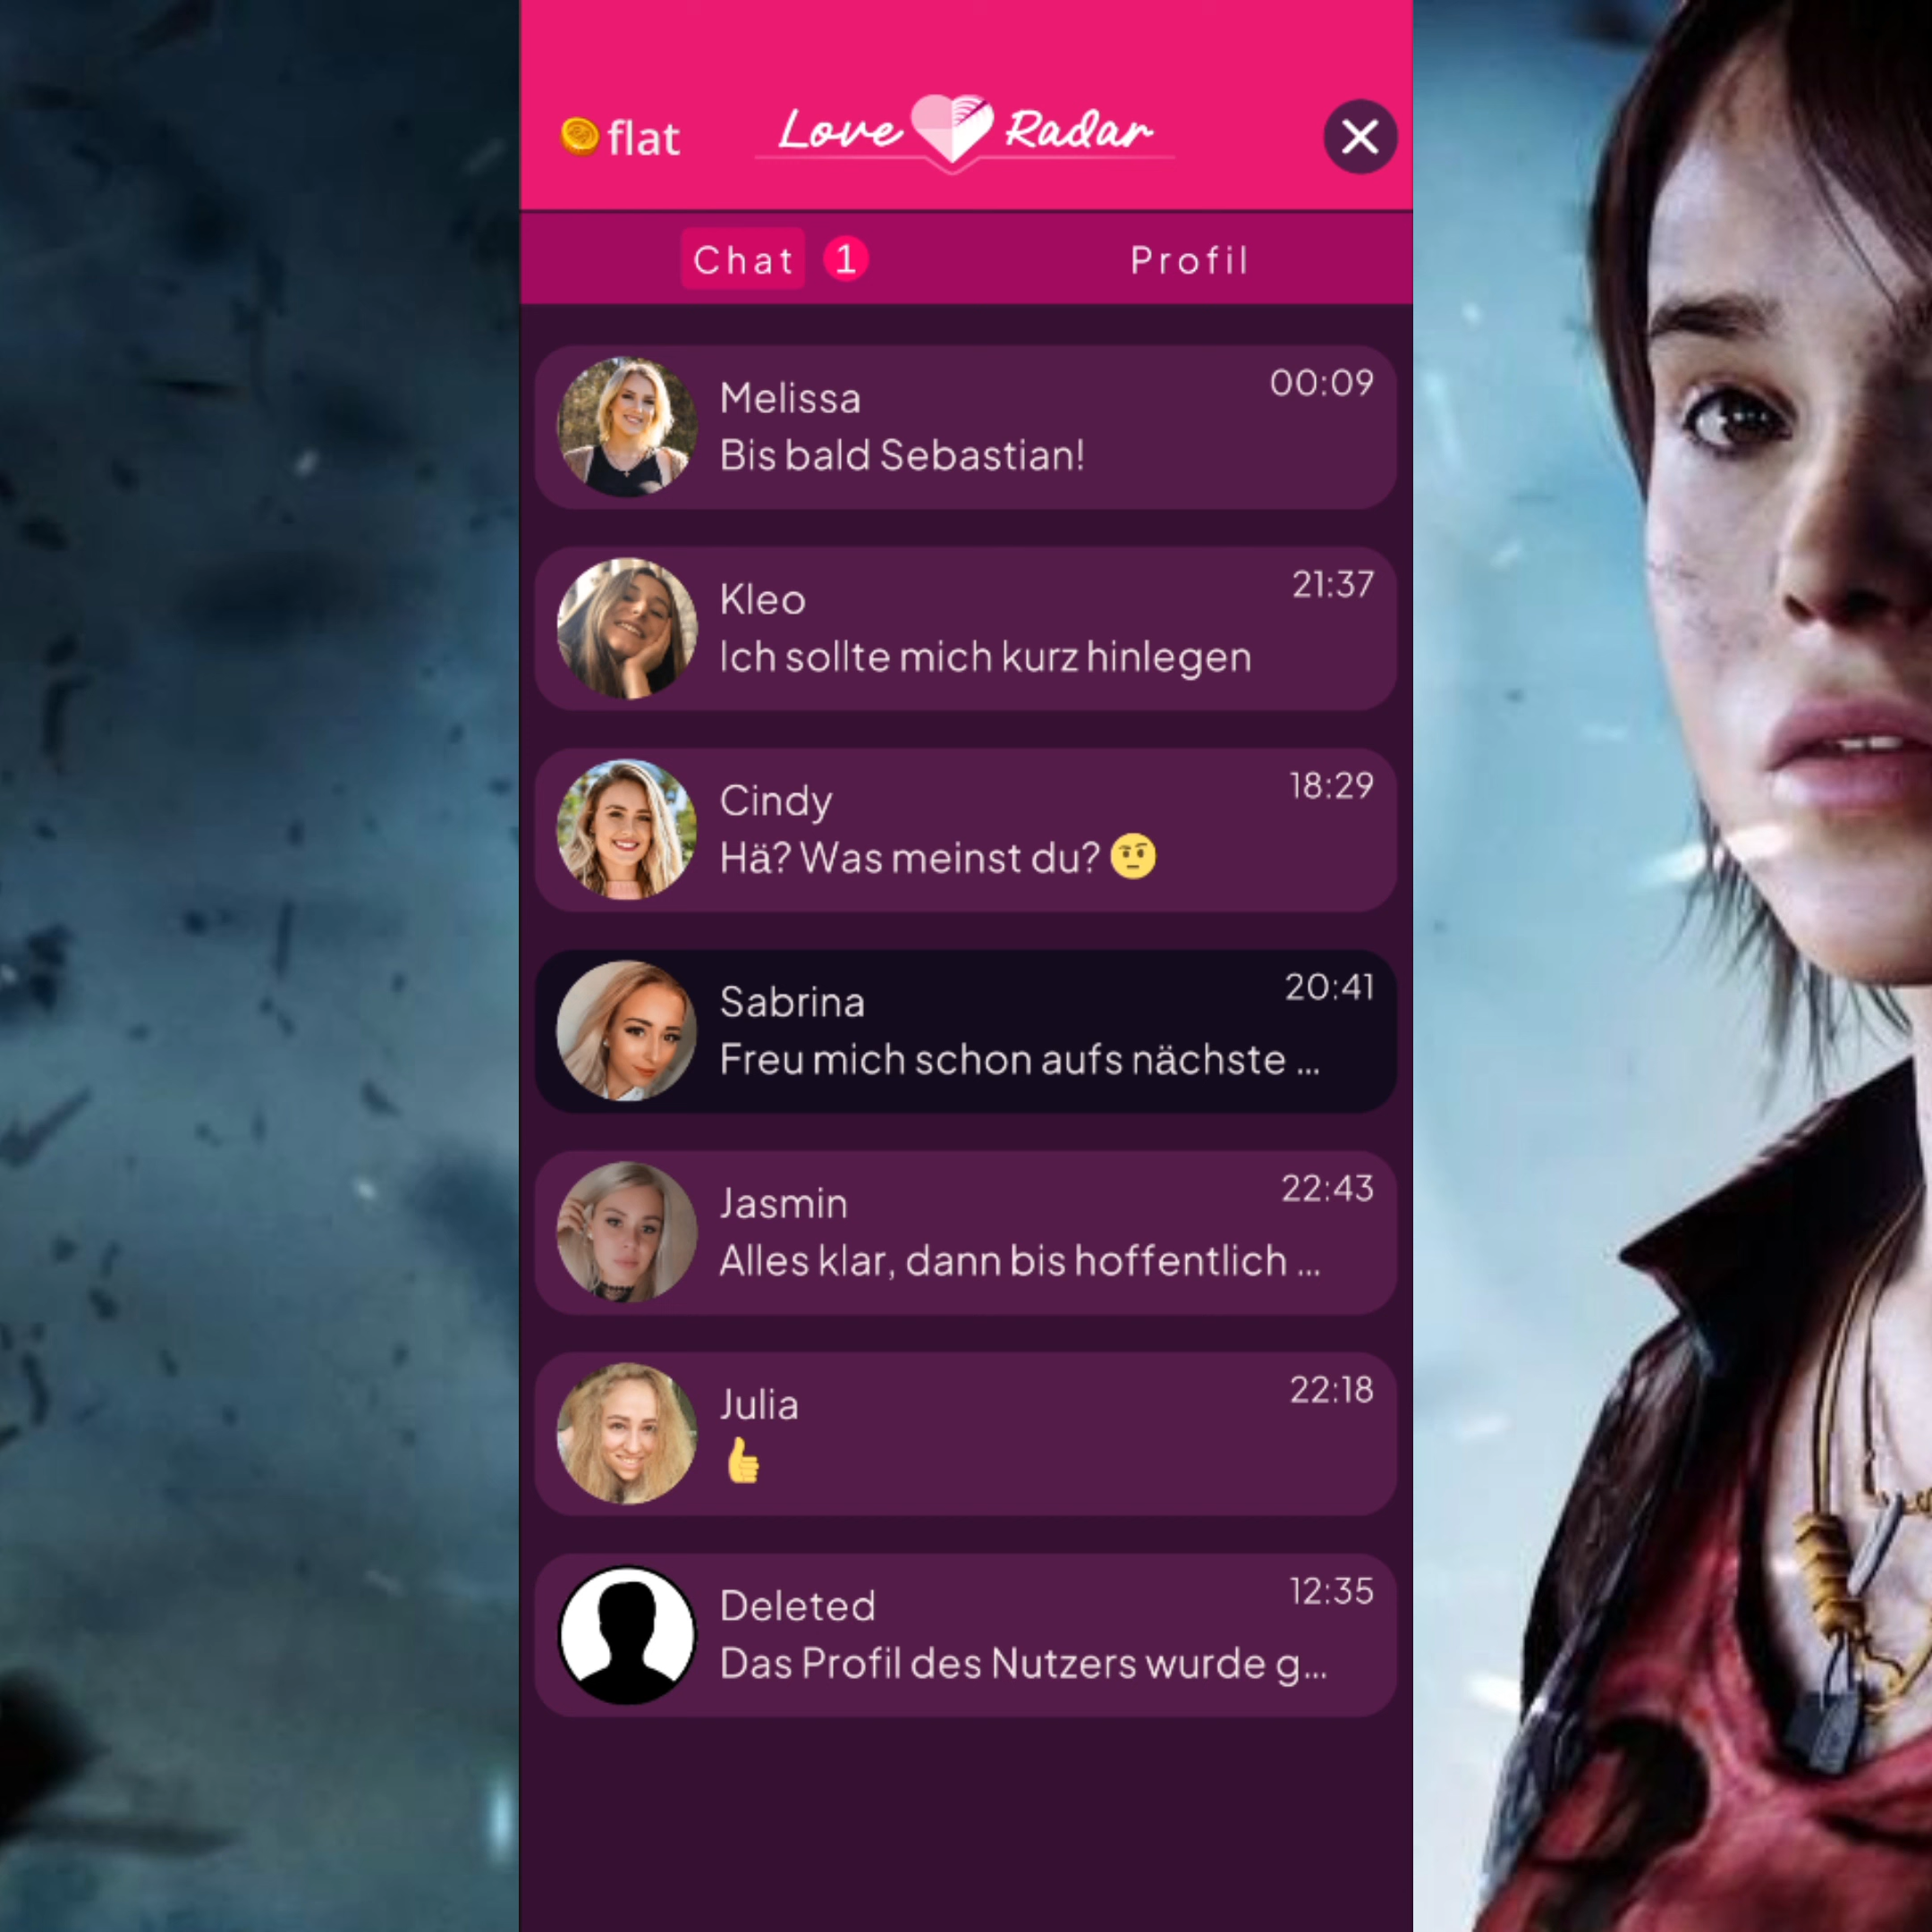 flat
Love Radar
Chat 1 Profil
Melissa 00:09
Bis bald Sebastian!
Kleo 21:37
Ich sollte mich kurz hinlegen
Cindy 18:29
Hä? Was meinst du? 🤨
Sabrina 20:41
Freu mich schon aufs nächste ...
Jasmin 22:43
Alles klar, dann bis hoffentlich ...
Julia 22:18
👍
Deleted 12:35
Das Profil des Nutzers wurde g...